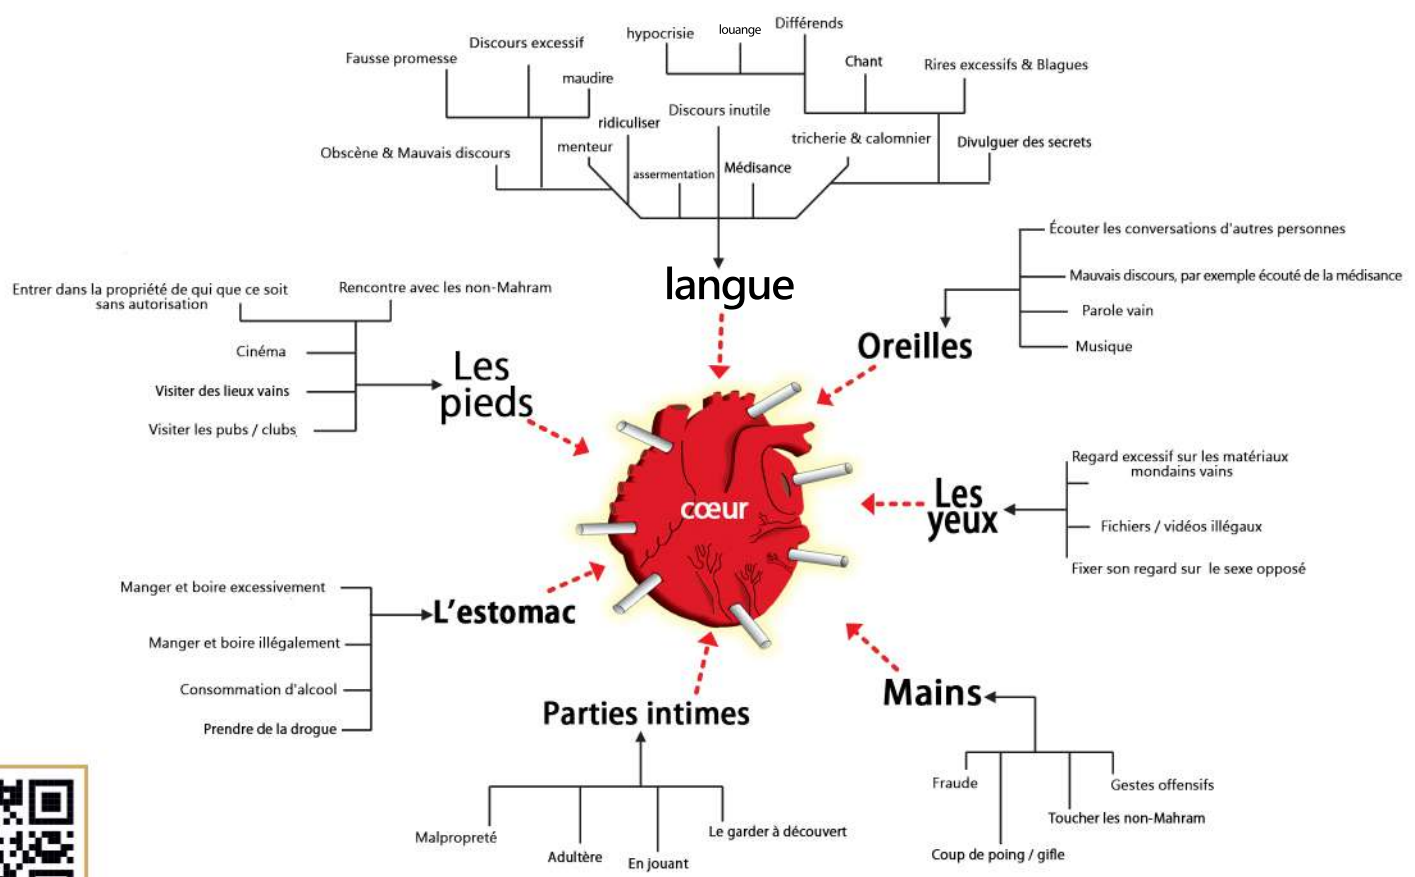 Différends
hypocrisie
louange
Discours excessif
Fausse promesse
Chant
Rires excessifs & Blagues
maudire
Discours inutile
ridiculiser
tricherie & calomnier
Divulguer des secrets
menteur
Obscène & Mauvais discours
assermentation
Médisance
langue
Écouter les conversations d'autres personnes
Mauvais discours, par exemple écouté de la médisance
Parole vain
Musique
Oreilles
Entrer dans la propriété de qui que ce soit
sans autorisation
Rencontre avec les non-Mahram
Cinéma
Visiter des lieux vains
Visiter les pubs / clubs
Les
pieds
cœur
Regard excessif sur les matériaux
mondains vains
Fichiers / vidéos illégaux
Fixer son regard sur le sexe opposé
Les
yeux
Manger et boire excessivement
Manger et boire illégalement
Consommation d'alcool
Prendre de la drogue
L'estomac
Parties intimes
Malpropreté
Adultère
En jouant
Le garder à découvert
Mains
Fraude
Gestes offensifs
Toucher les non-Mahram
Coup de poing / gifle